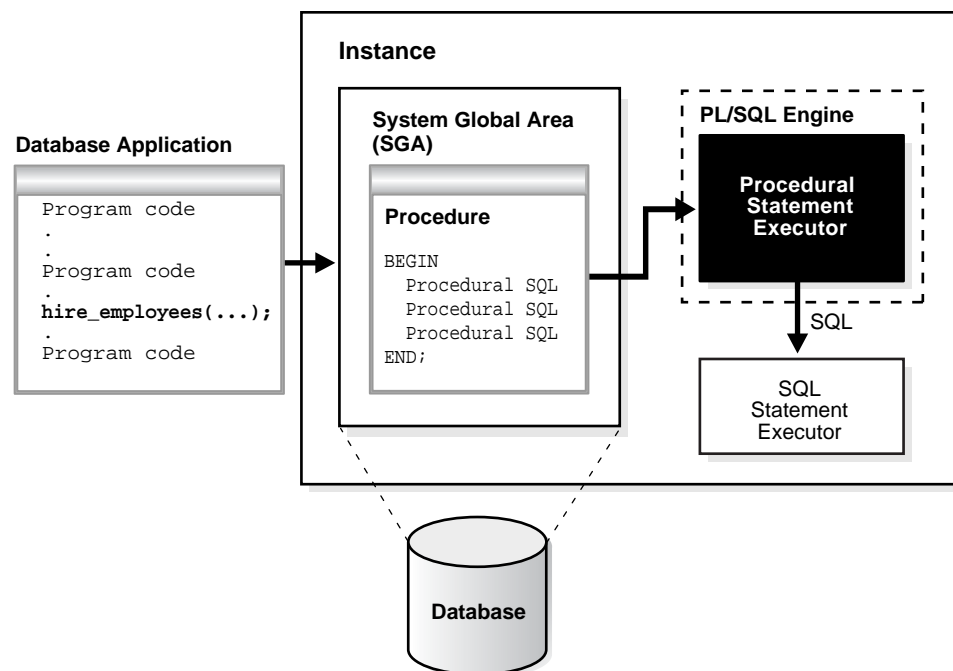 Instance
Database Application
Program code
.
.
Program code
.
hire_employees(...);
.
Program code
System Global Area
(SGA)
Procedure
BEGIN
Procedural SQL
Procedural SQL
Procedural SQL
END;
PL/SQL Engine
Procedural
Statement
Executor
SQL
SQL
Statement
Executor
Database